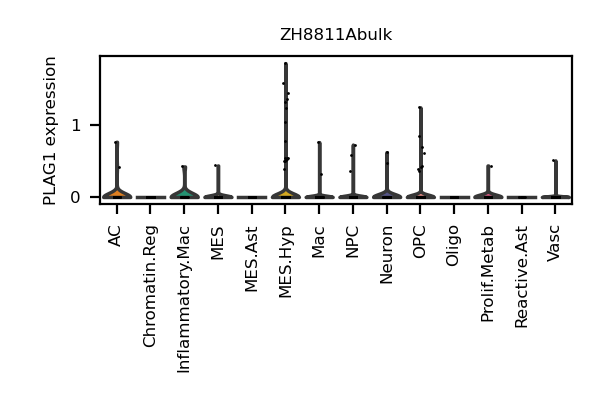 ZH8811Abulk
PLAG1 expression
1
0
AC
Chromatin.Reg
Inflammatory.Mac
MES
MES.Ast
MES.Hyp
Mac
NPC
Neuron
OPC
Oligo
Prolif.Metab
Reactive.Ast
Vasc